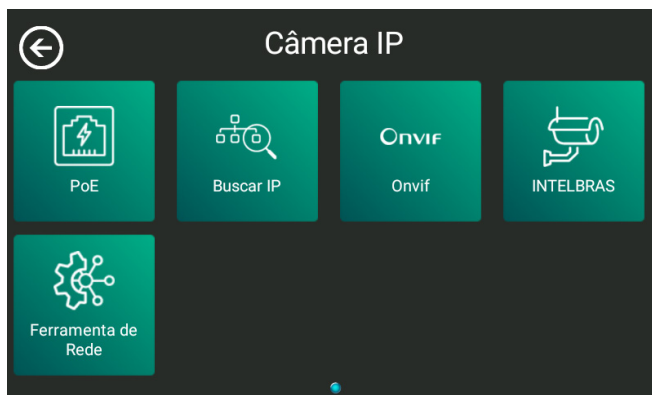 Câmera IP
ONVIF
PoE
Buscar IP
Onvif
INTELBRAS
Ferramenta de
Rede